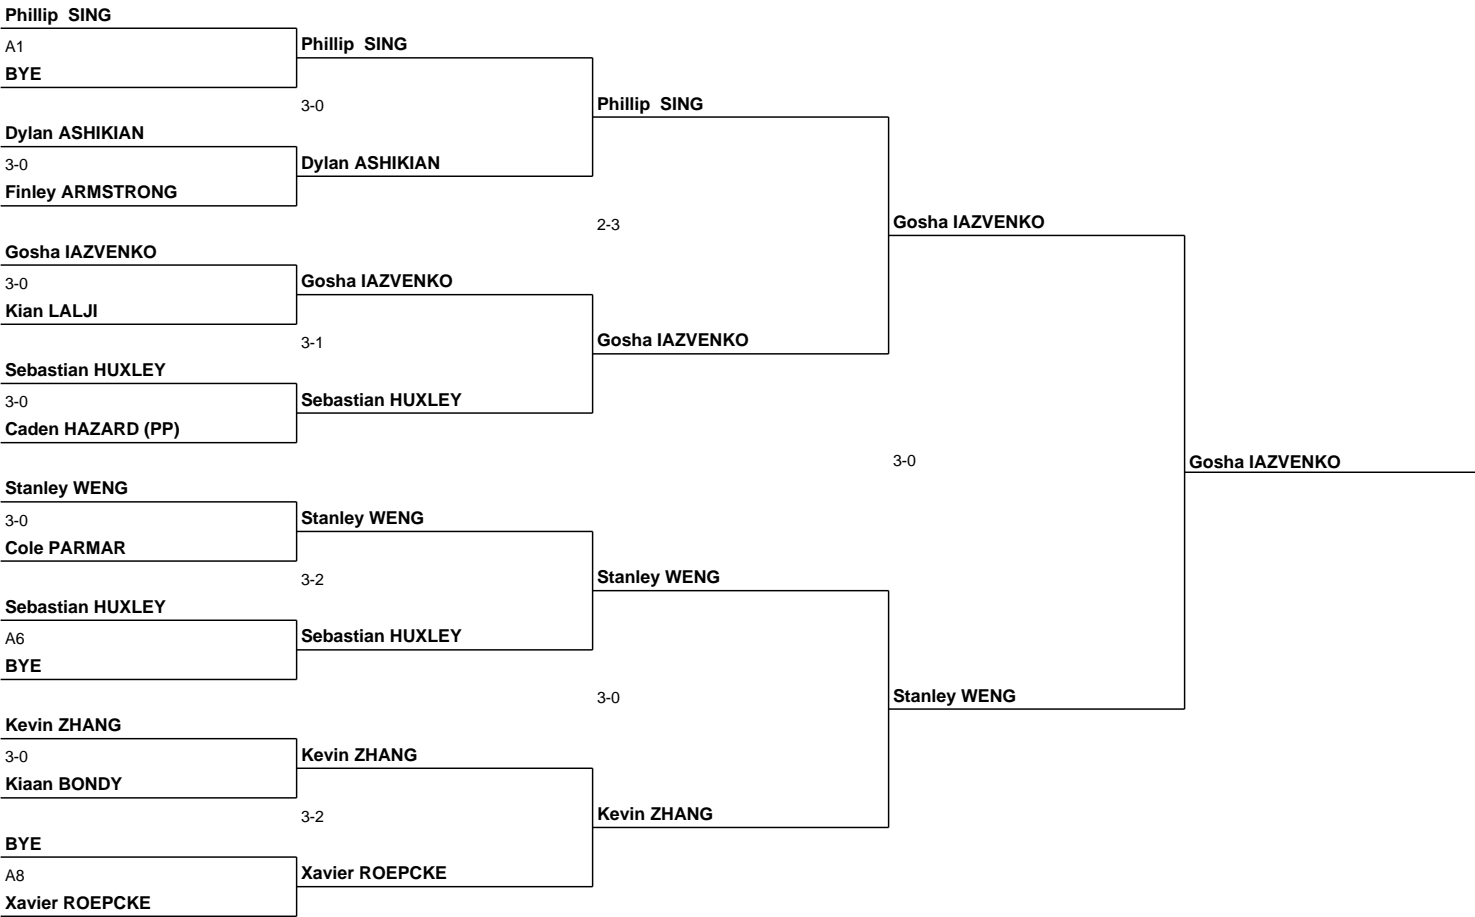 Phillip  SING
A1
BYE
Dylan ASHIKIAN
3-0
Finley ARMSTRONG
Gosha IAZVENKO
3-0
Kian LALJI
Sebastian HUXLEY
3-0
Caden HAZARD (PP)
Stanley WENG
3-0
Cole PARMAR
Sebastian HUXLEY
A6
BYE
Kevin ZHANG
3-0
Kiaan BONDY
BYE
A8
Xavier ROEPCKE
Phillip  SING
3-0
Dylan ASHIKIAN
Gosha IAZVENKO
3-1
Sebastian HUXLEY
Stanley WENG
3-2
Sebastian HUXLEY
Kevin ZHANG
3-2
Xavier ROEPCKE
Phillip  SING
2-3
Gosha IAZVENKO
Stanley WENG
3-0
Kevin ZHANG
Gosha IAZVENKO
3-0
Stanley WENG
Gosha IAZVENKO